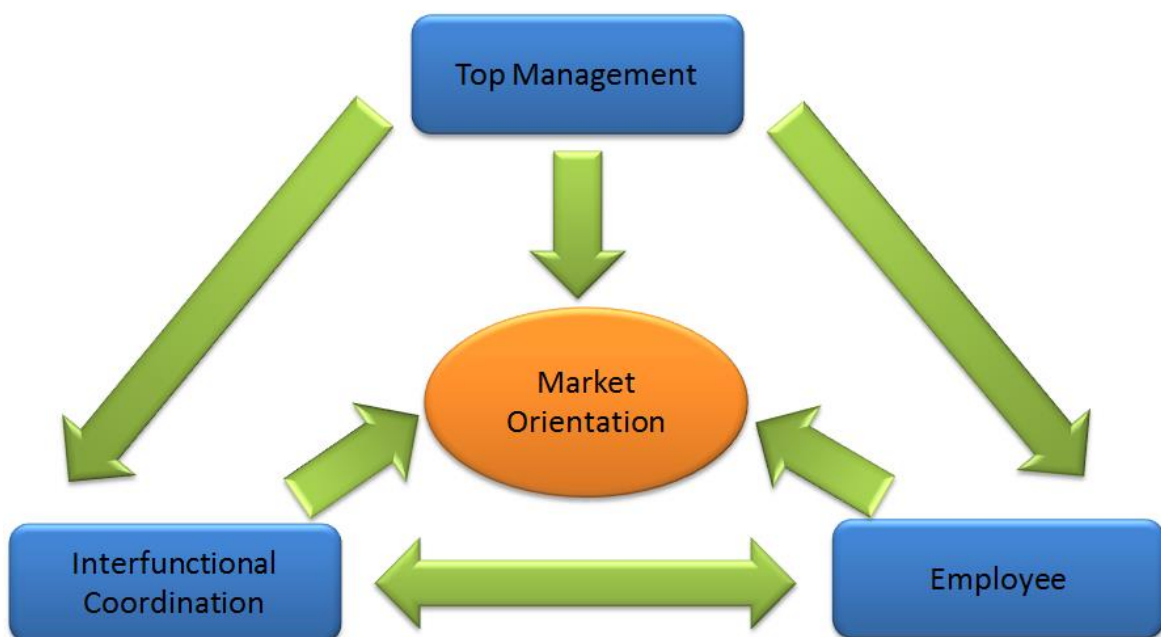 Top Management
Market
Orientation
Interfunctional
Coordination
Employee